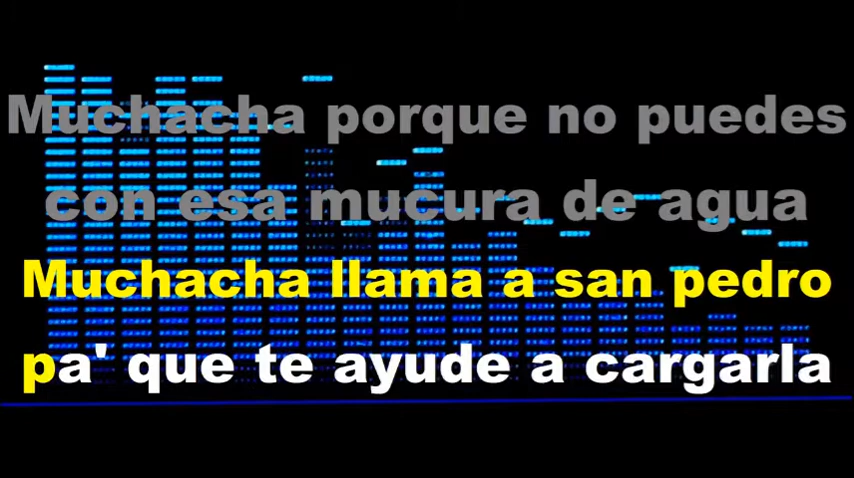 Muchacha porque no puedes
con esa mucura de agua
Muchacha llama a san pedro
pa' que te ayude a cargarla